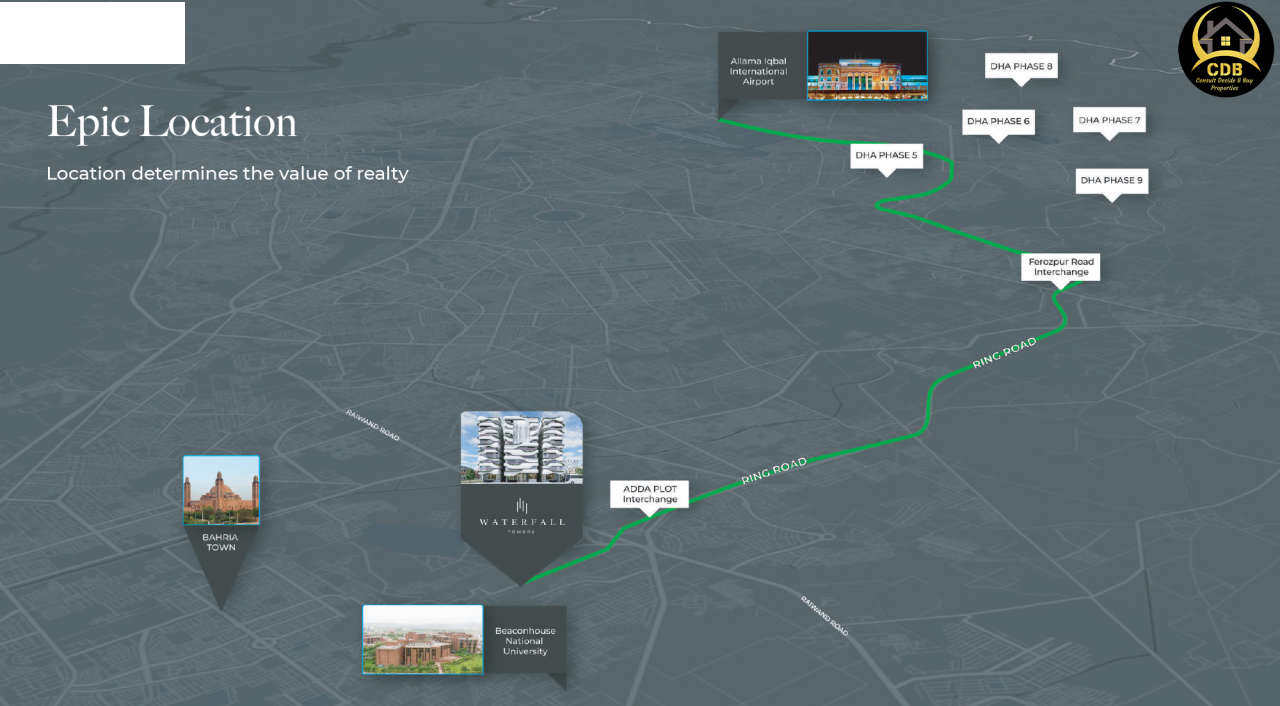 Epic Location
Location determines the value of realty
Allama Iqbal
International
Airport
DHA PHASE 8
CDB
Consult Decide & Buy
Properties
DHA PHASE 6
DHA PHASE 7
DHA PHASE 5
DHA PHASE 9
Ferozpur Road
Interchange
RING ROAD
RAIWAND ROAD
RING ROAD
BAHRIA
TOWN
WATERFALL
TOWERS
ADDA PLOT
Interchange
Beaconhouse
National
University
RAIWAND ROAD